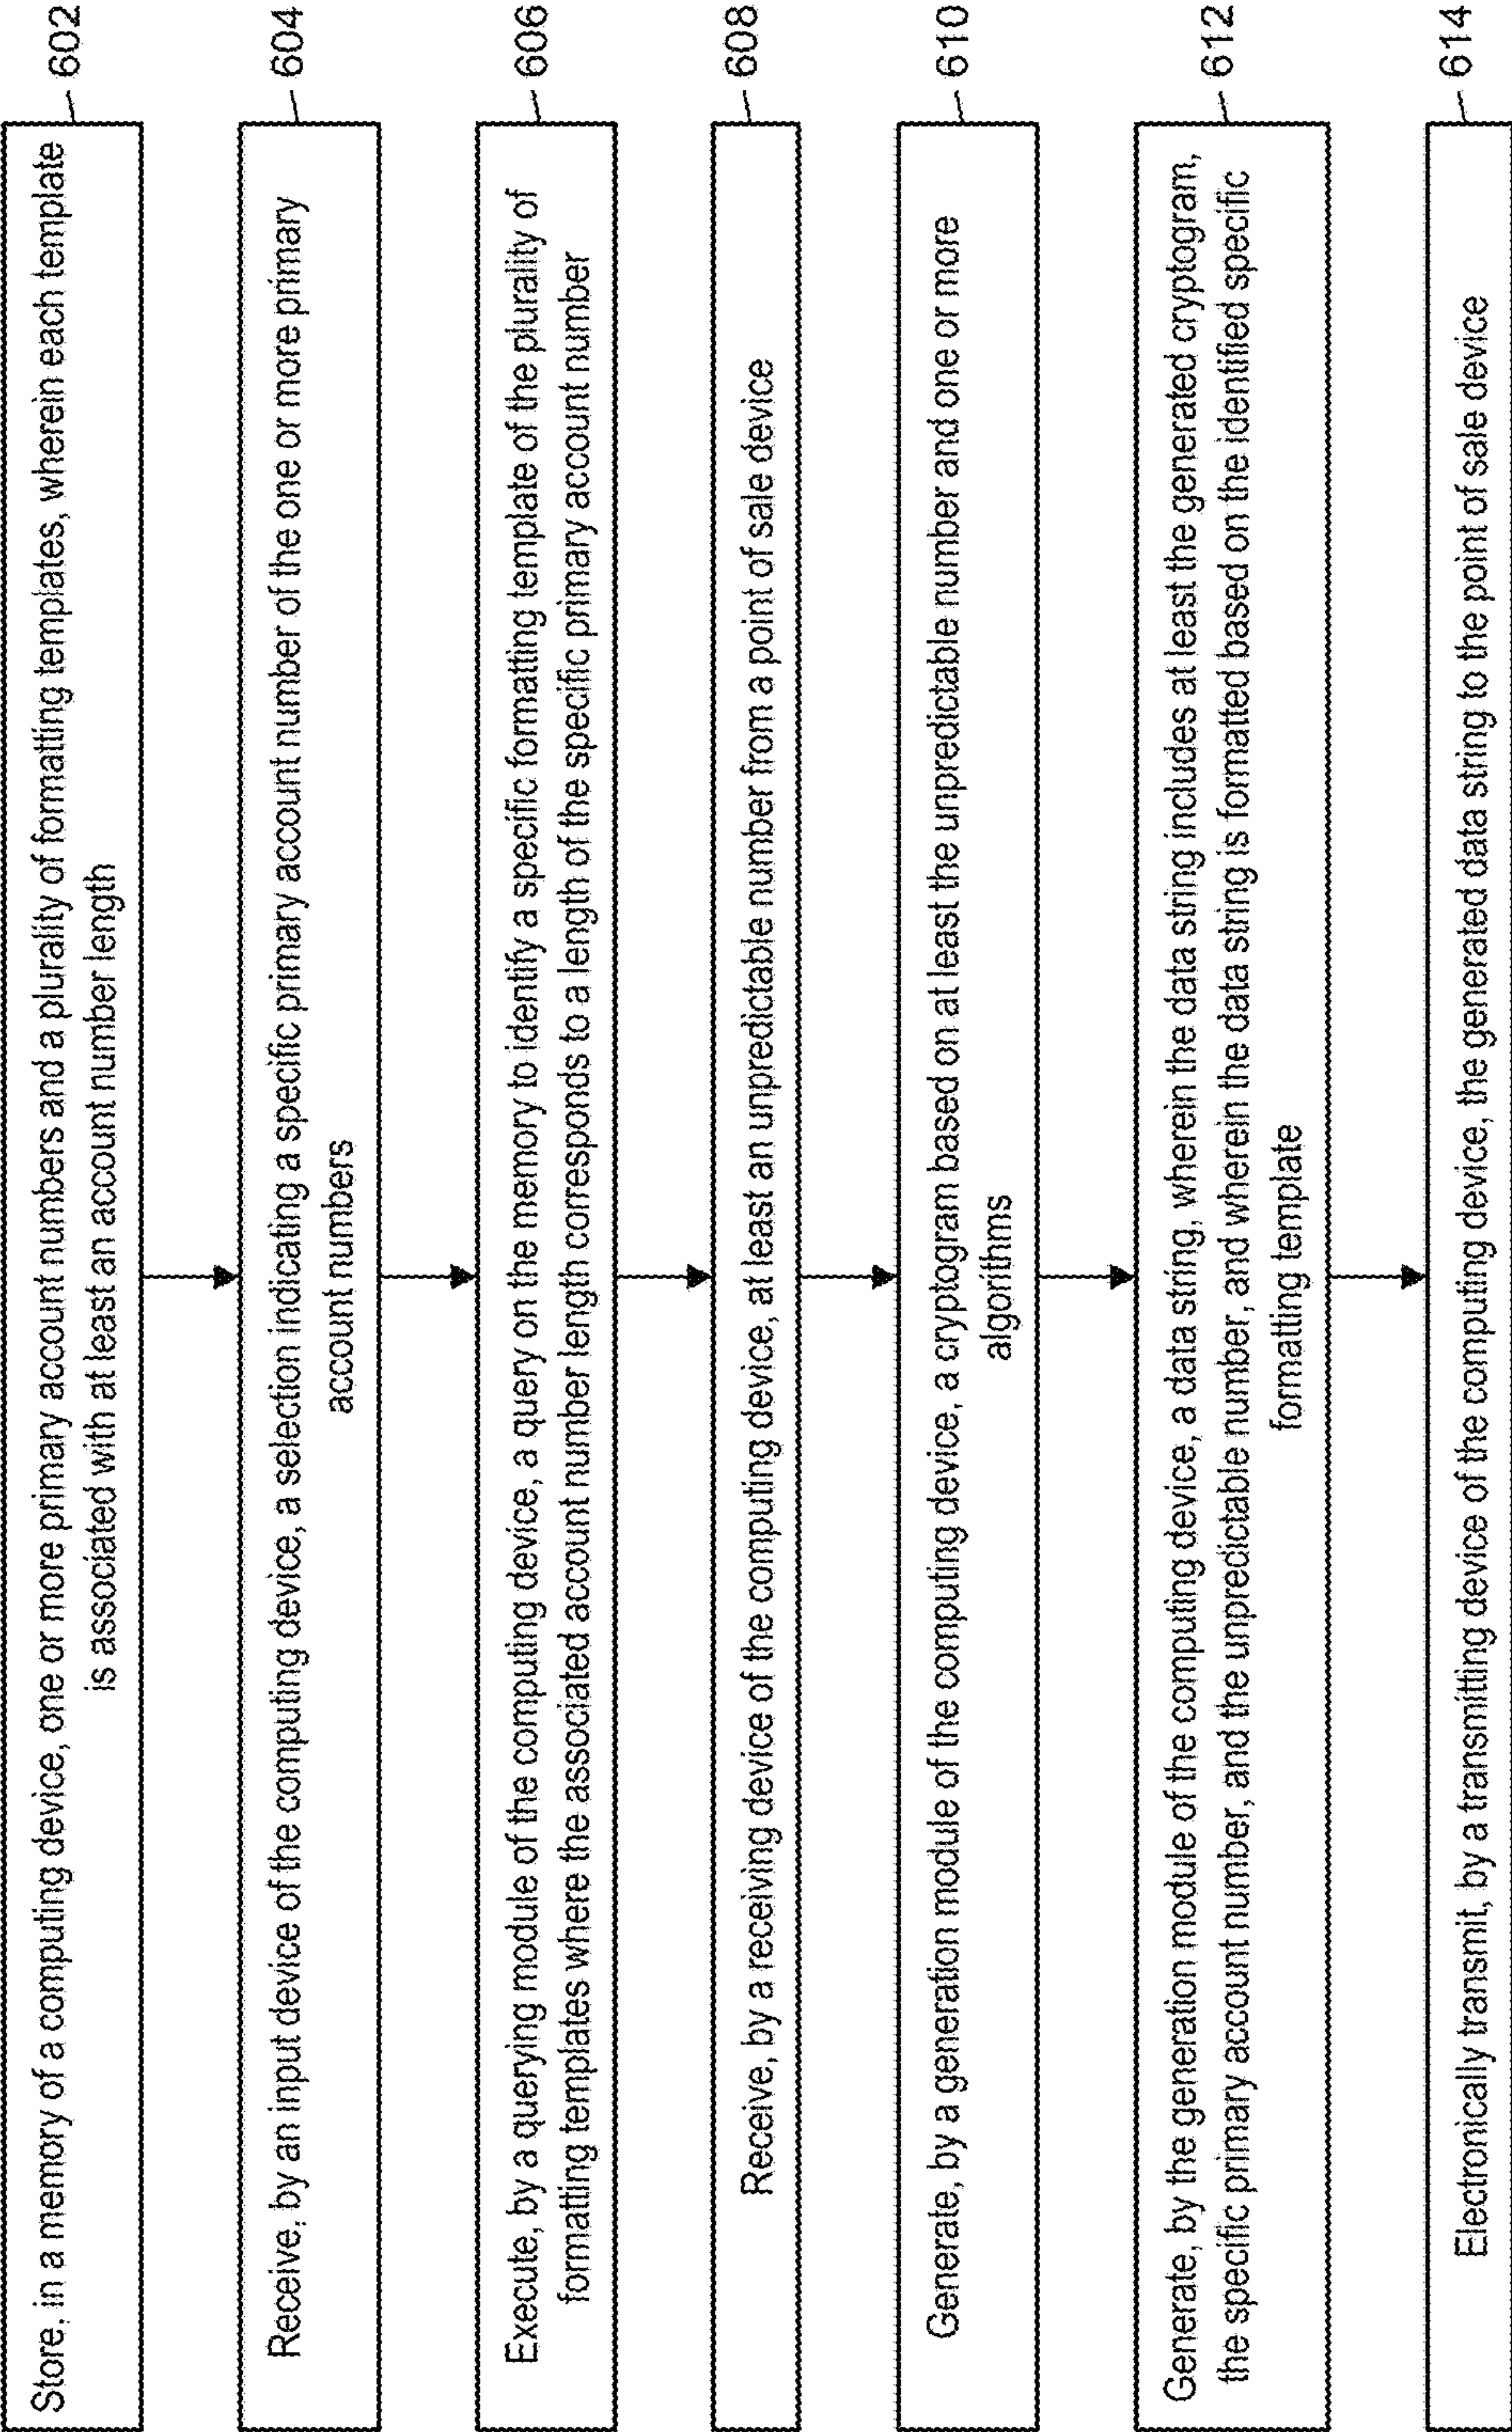 Store, in a memory of a computing device, one or more primary account numbers and a plurality of formatting templates, wherein each template
is associated with at least an account number length
602
Receive, by an input device of the computing device, a selection indicating a specific primary account number of the one or more primary
account numbers
604
Execute, by a querying module of the computing device, a query on the memory to identify a specific formatting template of the plurality of
formatting templates where the associated account number length corresponds to a length of the specific primary account number
606
Receive, by a receiving device of the computing device, at least an unpredictable number from a point of sale device
608
Generate, by a generation module of the computing device, a cryptogram based on at least the unpredictable number and one or more
algorithms
610
Generate, by the generation module of the computing device, a data string, wherein the data string includes at least the generated cryptogram,
the specific primary account number, and the unpredictable number, and wherein the data string is formatted based on the identified specific
formatting template
612
Electronically transmit, by a transmitting device of the computing device, the generated data string to the point of sale device
614